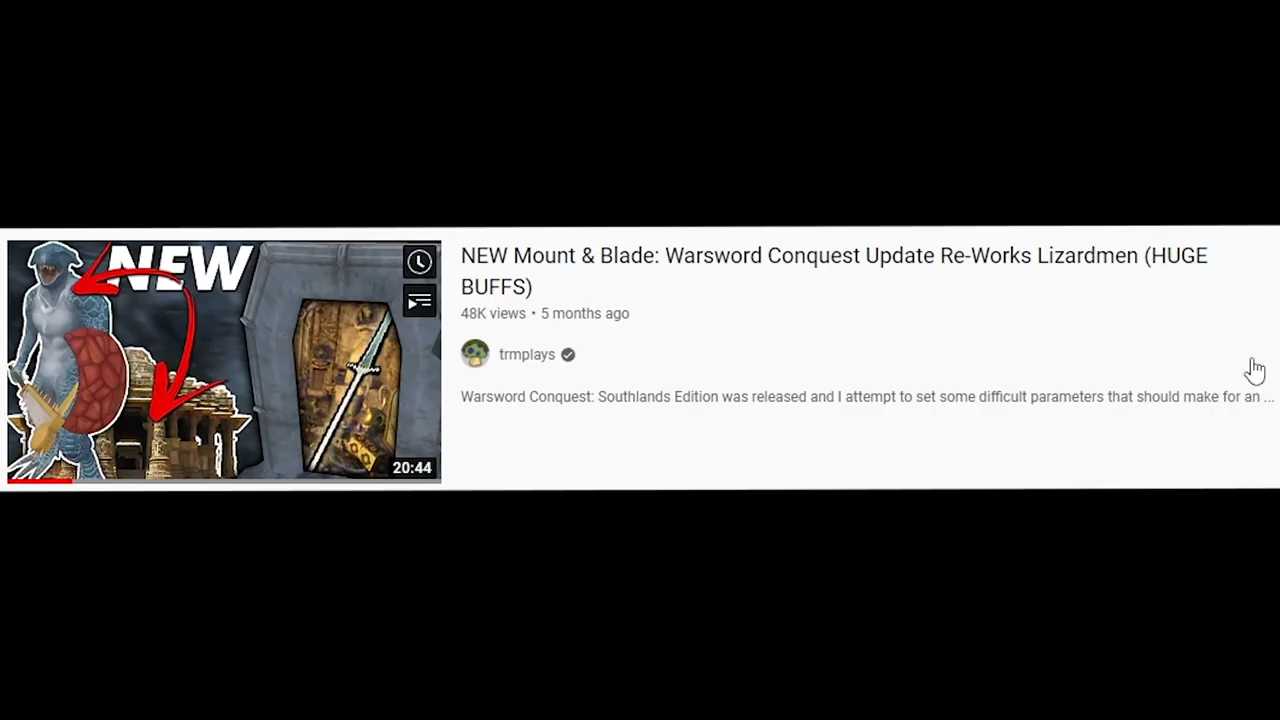 NEW
20:44
NEW Mount & Blade: Warsword Conquest Update Re-Works Lizardmen (HUGE
BUFFS)
48K views • 5 months ago
trmplays
Warsword Conquest: Southlands Edition was released and I attempt to set some difficult parameters that should make for an ...